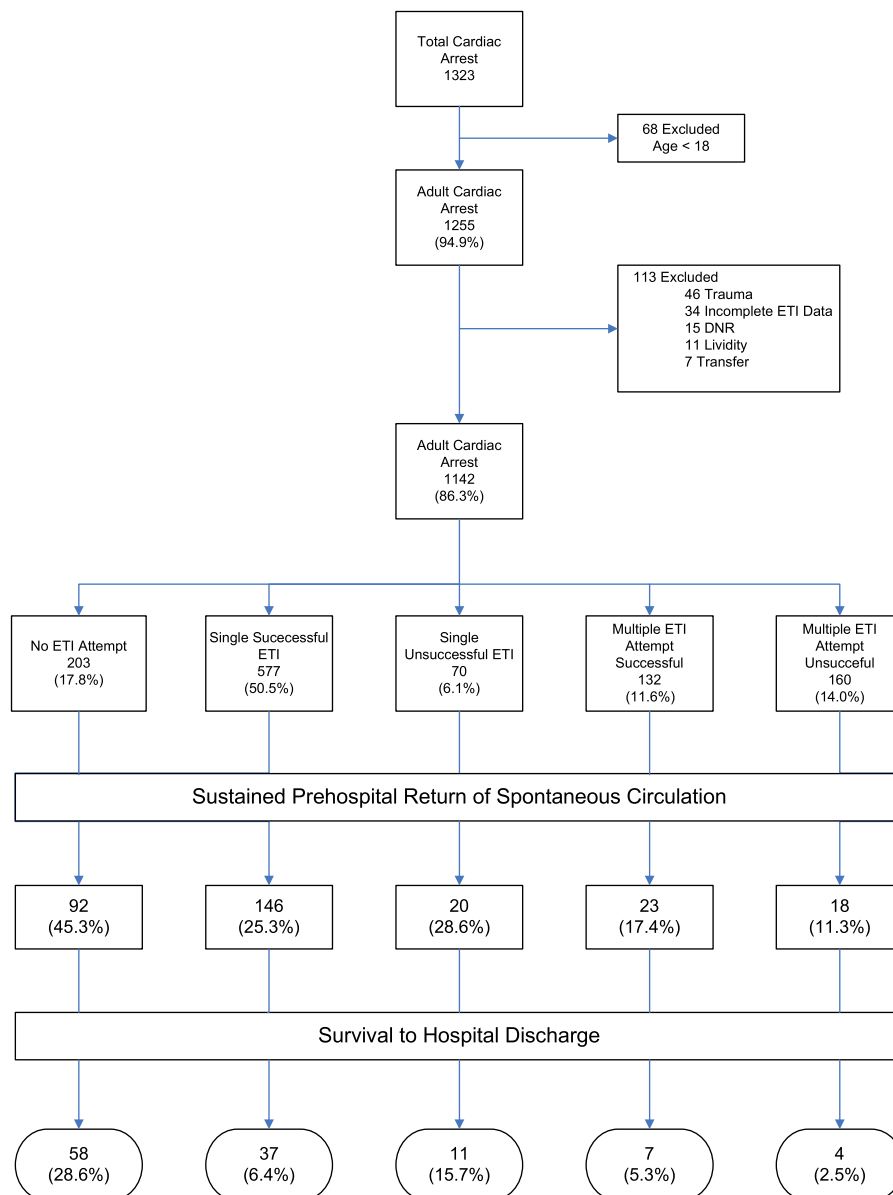 Total Cardiac
Arrest
1323
68 Excluded
Age < 18
Adult Cardiac
Arrest
1255
(94.9%)
113 Excluded
46 Trauma
34 Incomplete ETI Data
15 DNR
11 Lividity
7 Transfer
Adult Cardiac
Arrest
1142
(86.3%)
No ETI Attempt
203
(17.8%)
Single Sucecessful
ETI
577
(50.5%)
Single
Unsuccessful ETI
70
(6.1%)
Multiple ETI
Attempt
Successful
132
(11.6%)
Multiple ETI
Attempt
Unsucceful
160
(14.0%)
Sustained Prehospital Return of Spontaneous Circulation
92
(45.3%)
146
(25.3%)
20
(28.6%)
23
(17.4%)
18
(11.3%)
Survival to Hospital Discharge
58
(28.6%)
37
(6.4%)
11
(15.7%)
7
(5.3%)
4
(2.5%)